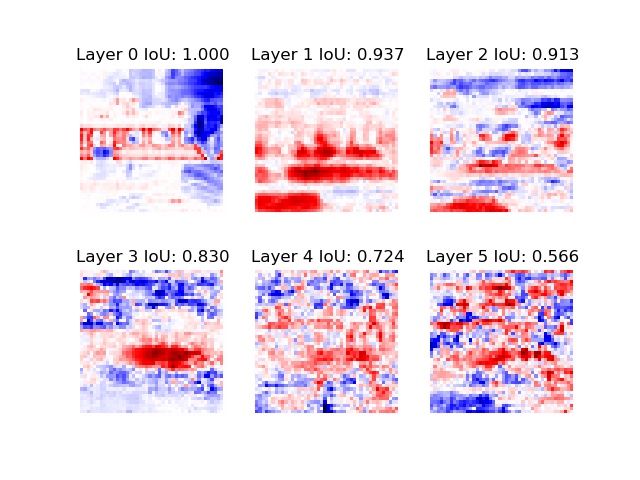 Layer 0 IoU: 1.000
Layer 1 IoU: 0.937
Layer 2 IoU: 0.913
Layer 3 IoU: 0.830
Layer 4 IoU: 0.724
Layer 5 IoU: 0.566